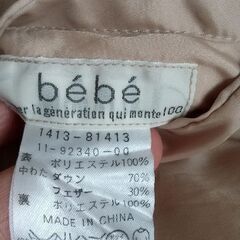 bébé
la génération qui monte 100
1413-81413
11-92340-00
表 ポリエステル100%
中わた ダウン 70%
フェザー 30%
裏 ポリエステル100%
MADE IN CHINA